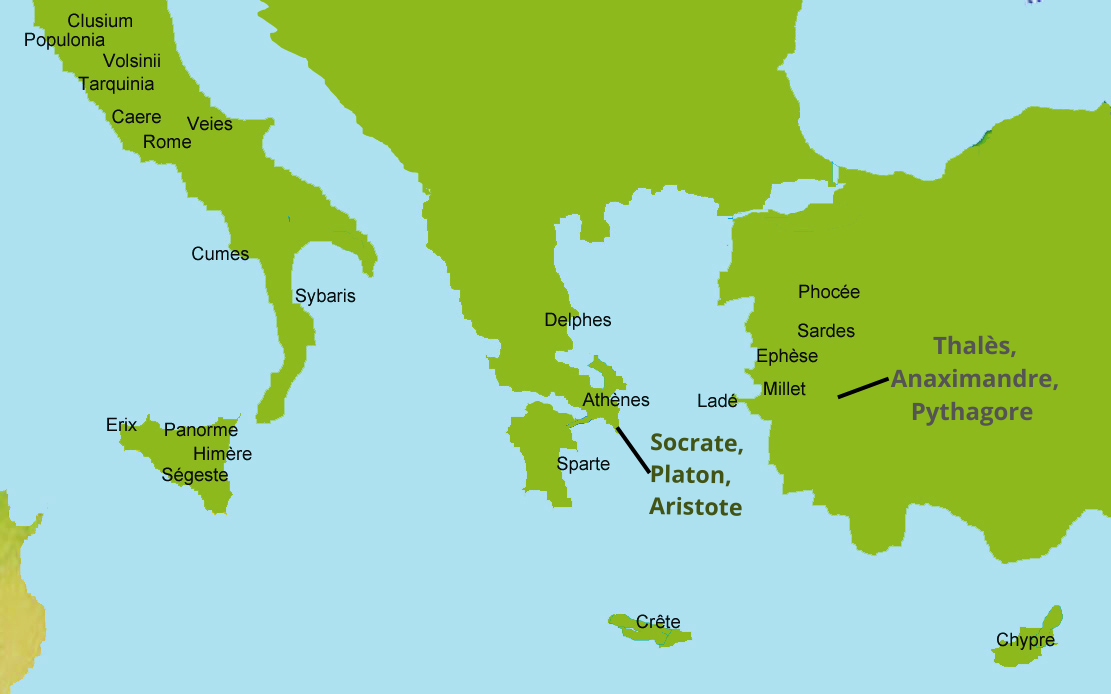 Clusium
Populonia
Volsinii
Tarquinia
Caere
Veies
Rome
Cumes
Sybaris
Phocée
Delphes
Sardes
Thalès,
Ephèse
Anaximandre,
Millet
Athènes
Ladé
Pythagore
Erix
Panorme
Socrate,
Himère
Sparte
Ségeste
Platon,
Aristote
Crête
Chypre